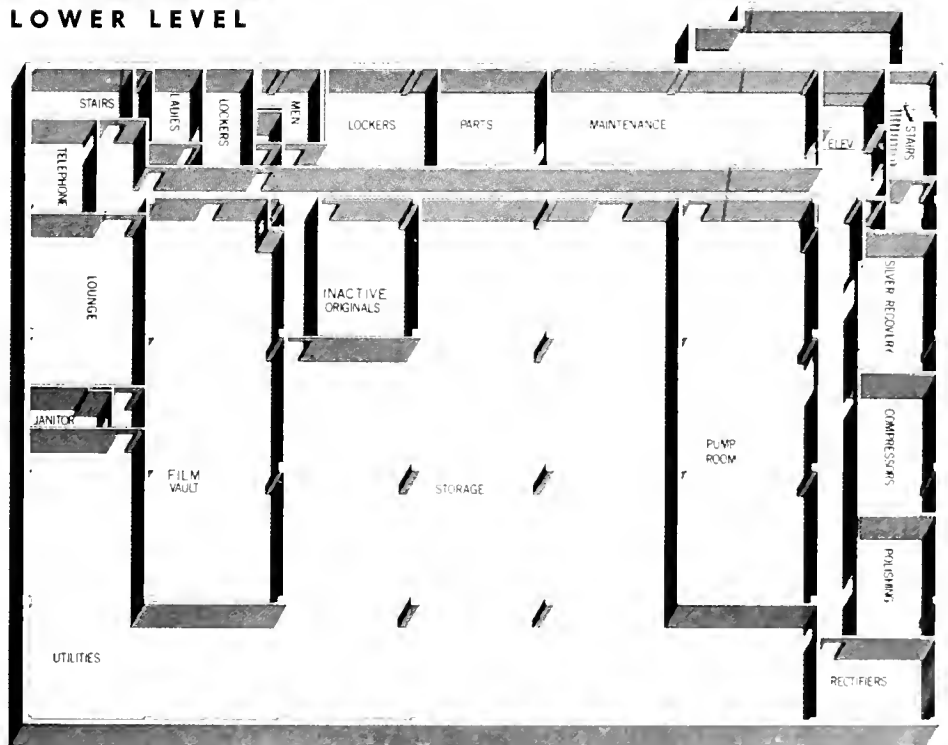 LOWER LEVEL
STAIRS
LADIES
LOCKERS
MEN
LOCKERS
PARTS
MAINTENANCE
ELEV.
STAIRS
TELEPHONE
LOUNGE
INACTIVE
ORIGINALS
SILVER RECOVERY
JANITOR
FILM
VAULT
STORAGE
PUMP
ROOM
COMPRESSORS
POLISHING
UTILITIES
RECTIFIERS